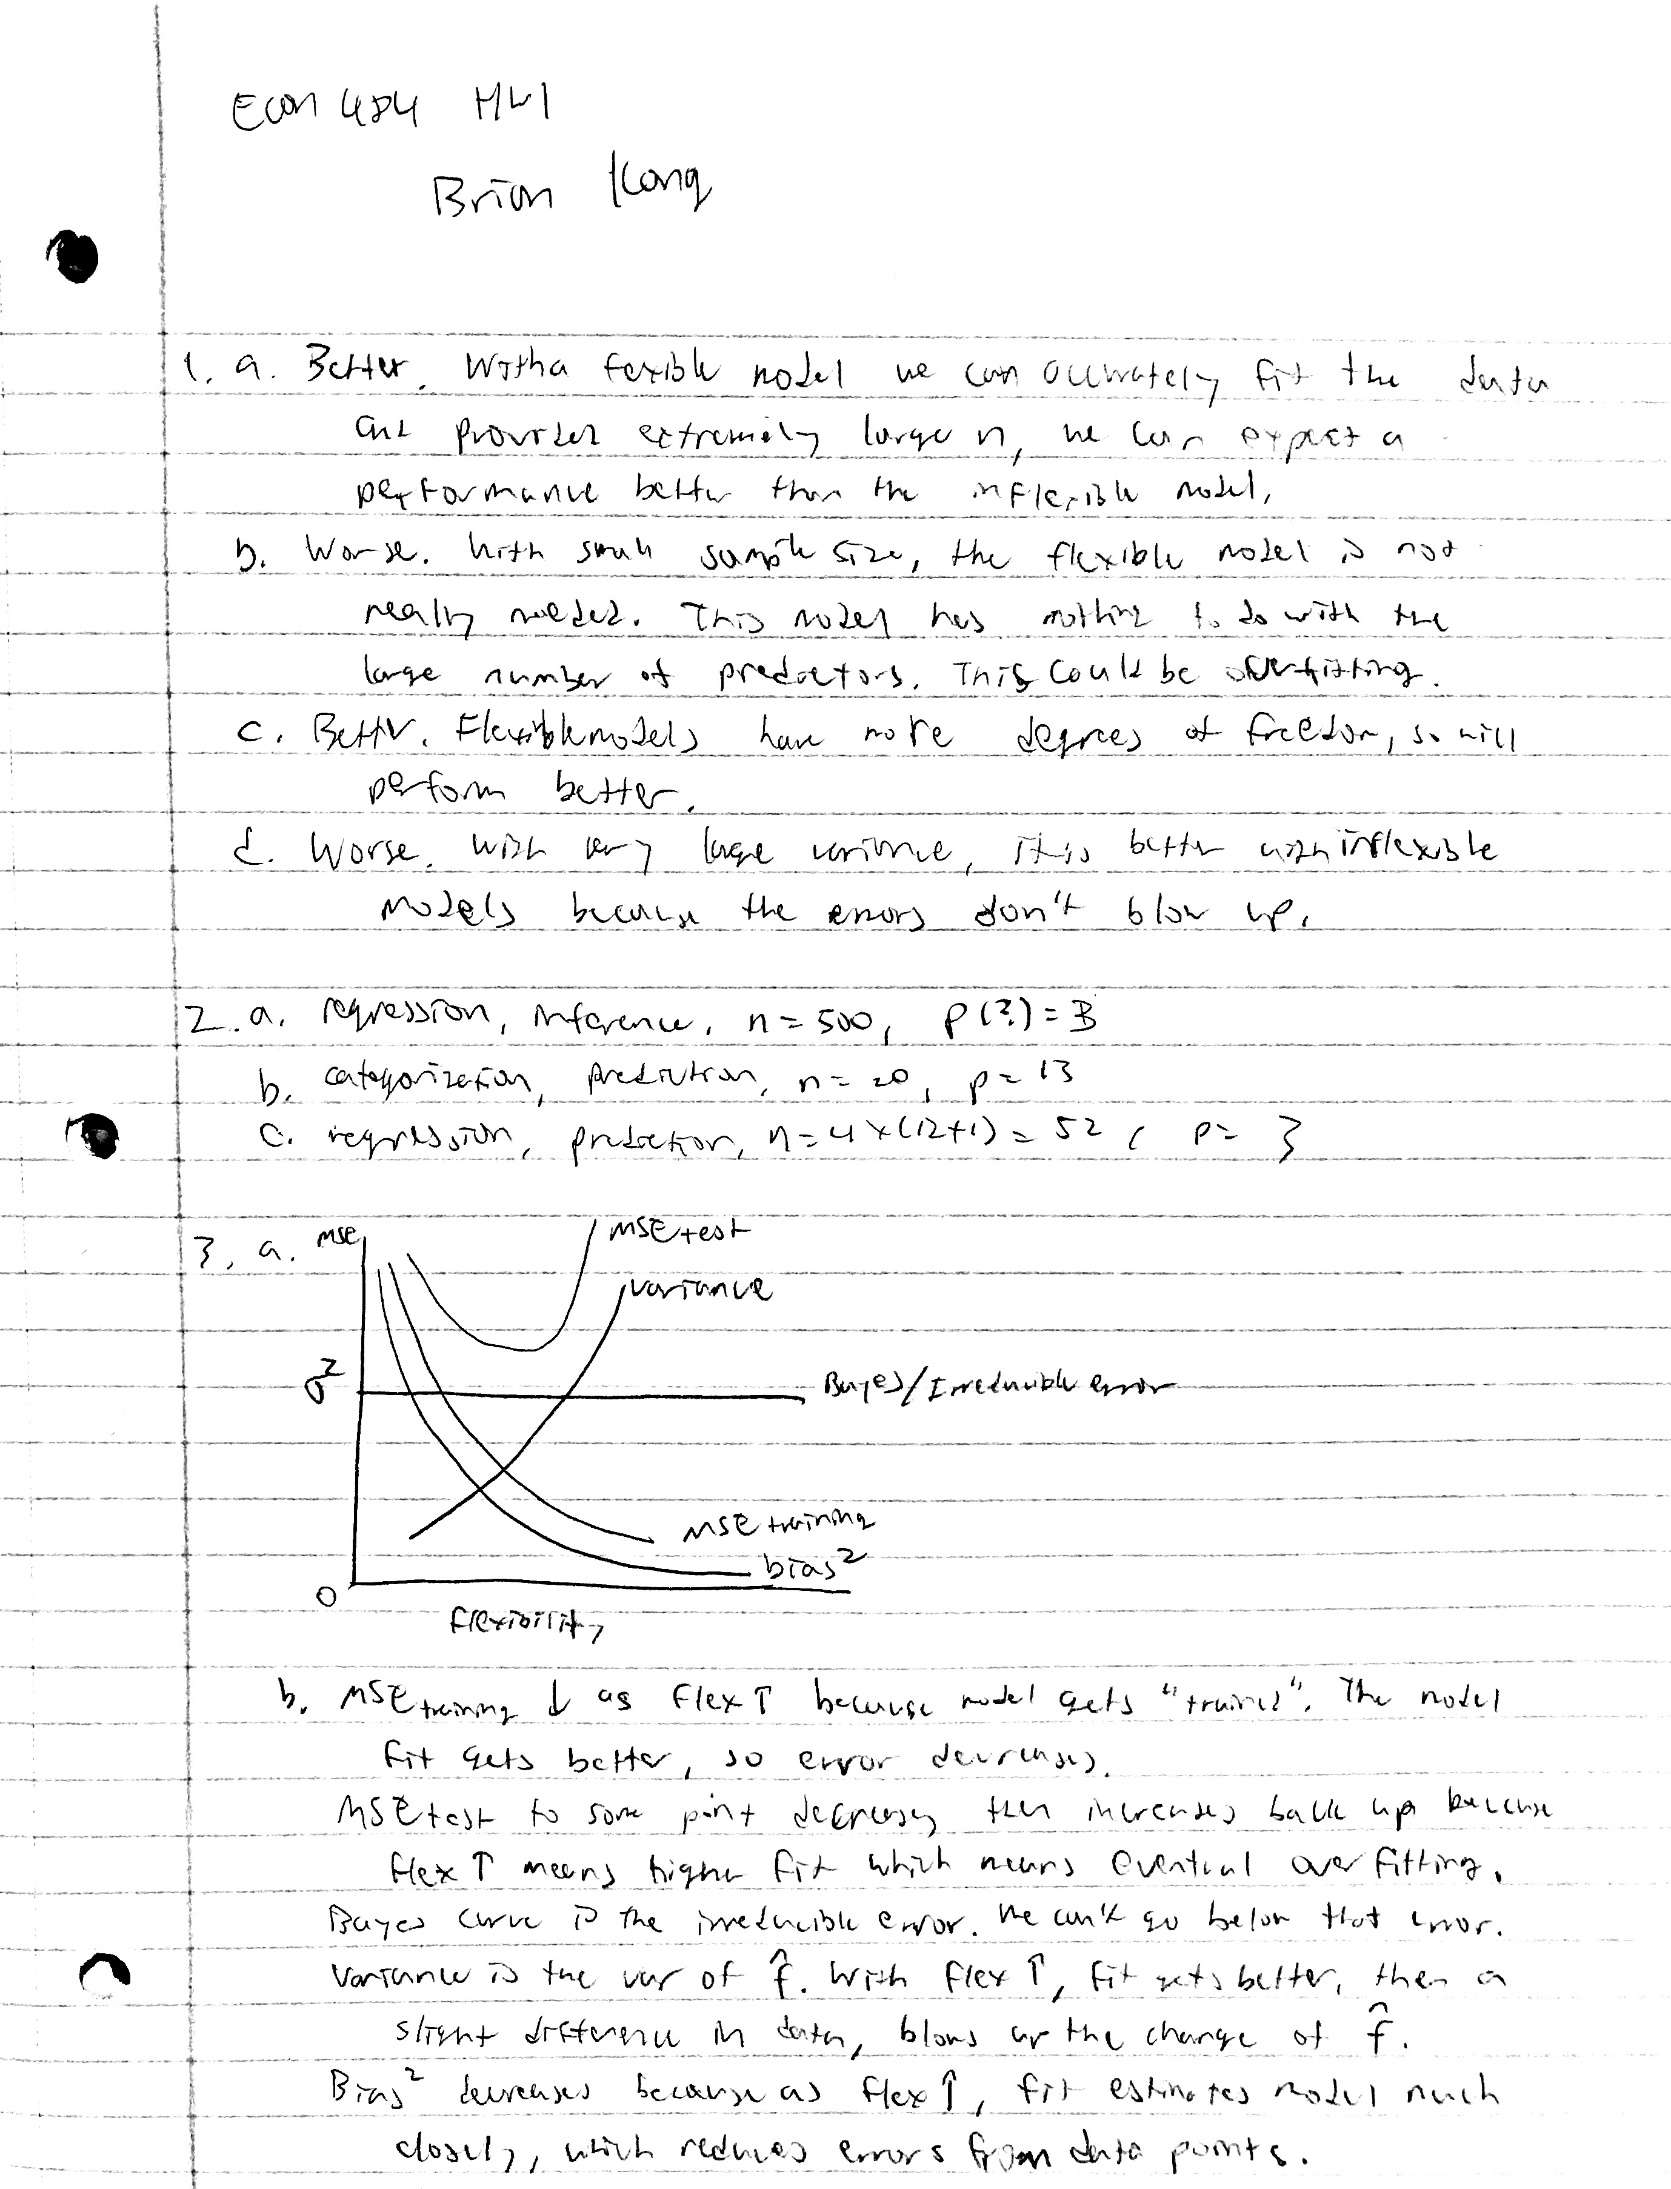 Econ 484 HW1
Brian Kong
1. a. Better. With a fexible model we can accurately fit the data
and provided extremely large n, we can expect a
performance better than the inflexible model.
b. Worse. With small sample size, the flexible model is not
really needed. This model has nothing to do with the
large number of predictors. This could be overfitting.
c. Better. Flexible models have more degrees of freedom, so will
perform better.
d. Worse. With very large variance, it is better with inflexible
models because the errors don't blow up.
2. a. regression, inference, n = 500, p (?) = 3
b. categorization, prediction, n = 20, p = 13
c. regression, prediction, n = 4 x (12+1) = 52, p = 3
3. a. MSE
MSE test
variance
σ²
Bayes/Irreducible error
MSE training
bias²
0
flexibility
b. MSE training ↓ as flex ↑ because model gets "trained". The model
fit gets better, so error decreases.
MSE test to some point decreases then increases back up because
flex ↑ means higher fit which means eventual over fitting.
Bayes curve is the irreducible error. We can't go below that error.
Variance is the var of f̂. With flex ↑, fit gets better, then a
slight difference in data, blows up the change of f̂.
Bias² decreases because as flex ↑, fit estimates model much
closely, which reduces errors from data points.